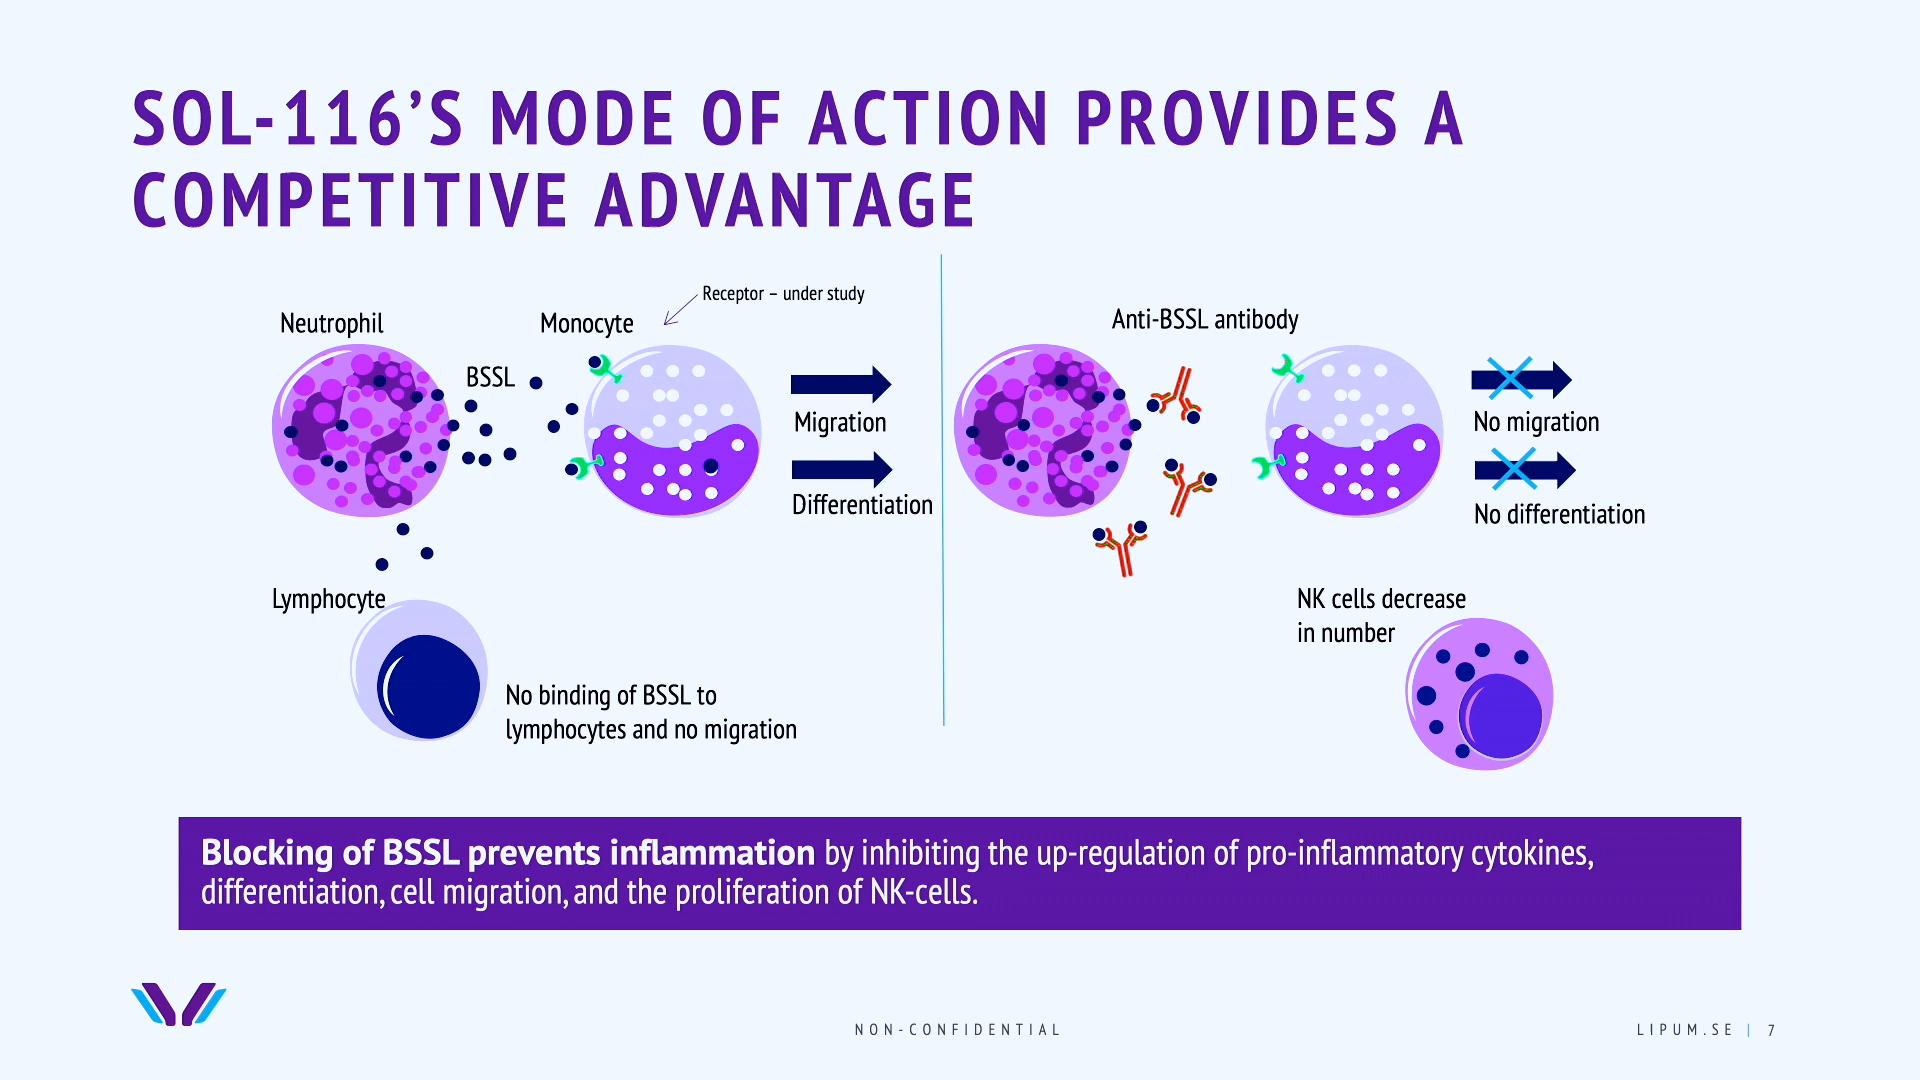 SOL-116’S MODE OF ACTION PROVIDES A
COMPETITIVE ADVANTAGE
Receptor – under study
Neutrophil
Monocyte
BSSL
Migration
Differentiation
Lymphocyte
No binding of BSSL to
lymphocytes and no migration
Anti-BSSL antibody
No migration
No differentiation
NK cells decrease
in number
Blocking of BSSL prevents inflammation by inhibiting the up-regulation of pro-inflammatory cytokines,
differentiation, cell migration, and the proliferation of NK-cells.
NON-CONFIDENTIAL
LIPUM.SE | 7